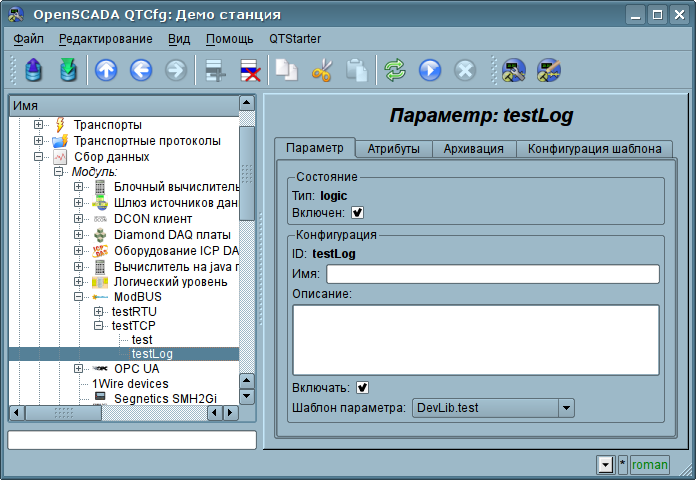 OpenSCADA QTCfg: Демо станция
Файл Редактирование Вид Помощь QTStarter
Имя
Транспорты
Транспортные протоколы
Сбор данных
Модуль:
Блочный вычислитель
Шлюз источников дан
DCON клиент
Diamond DAQ платы
Оборудование ICP DA
Вычислитель на java п
Логический уровень
ModBUS
testRTU
testTCP
test
testLog
OPC UA
1Wire devices
Segnetics SMH2Gi
Параметр: testLog
Параметр Атрибуты Архивация Конфигурация шаблона
Состояние
Тип: logic
Включен:
Конфигурация
ID: testLog
Имя:
Описание:
Включать:
Шаблон параметра: DevLib.test
* roman